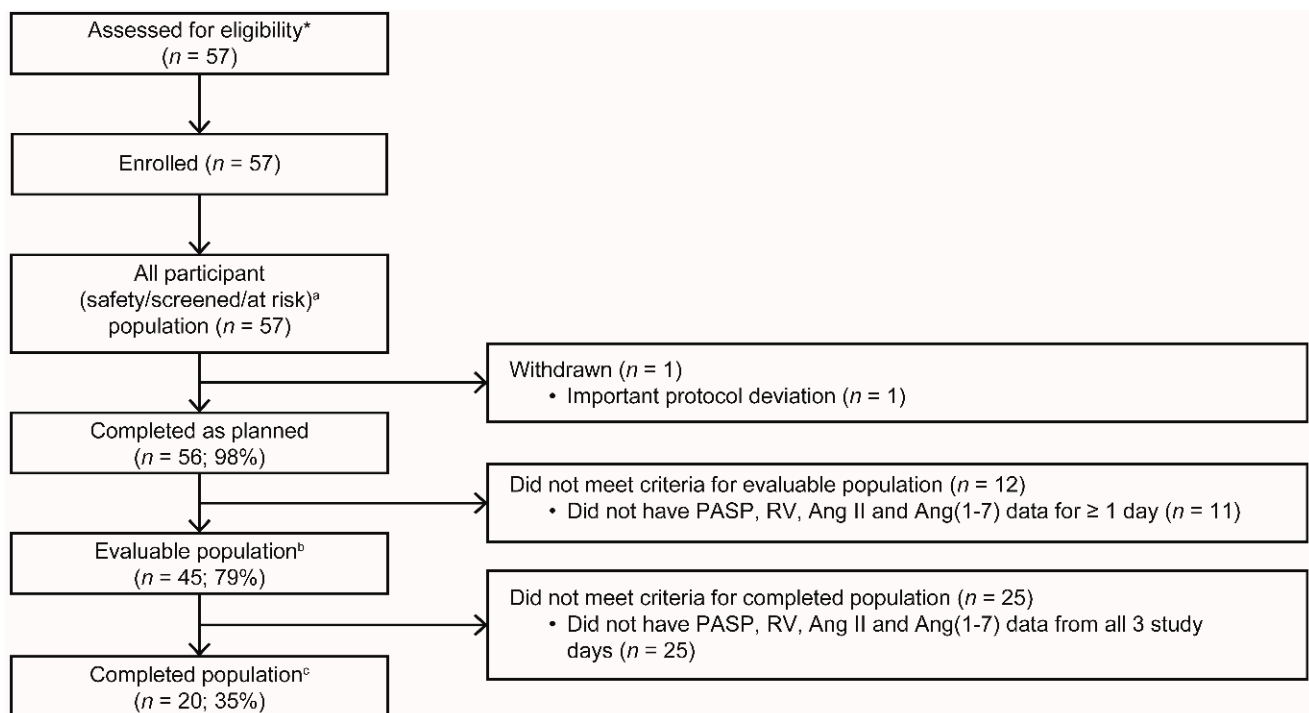 Assessed for eligibility*
(n = 57)
Enrolled (n = 57)
All participant
(safety/screened/at risk)ᵃ
population (n = 57)
Withdrawn (n = 1)
• Important protocol deviation (n = 1)
Completed as planned
(n = 56; 98%)
Did not meet criteria for evaluable population (n = 12)
• Did not have PASP, RV, Ang II and Ang(1-7) data for ≥ 1 day (n = 11)
Evaluable populationᵇ
(n = 45; 79%)
Did not meet criteria for completed population (n = 25)
• Did not have PASP, RV, Ang II and Ang(1-7) data from all 3 study
days (n = 25)
Completed populationᶜ
(n = 20; 35%)